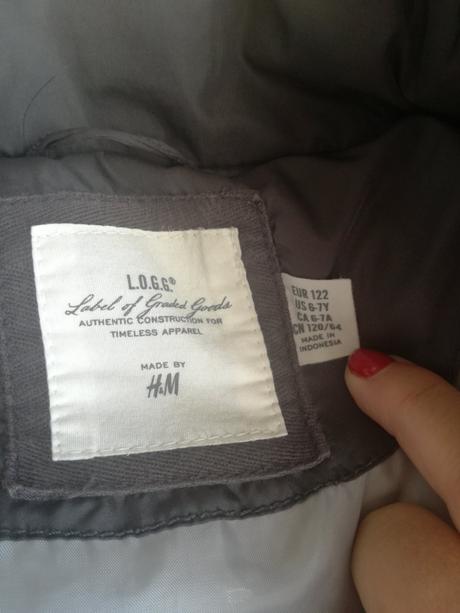 L.O.G.G.®
Label of Graded Goods
AUTHENTIC CONSTRUCTION FOR
TIMELESS APPAREL
MADE BY
H&M
EUR 122
US 6-7Y
CA 6-7A
CN 120/64
MADE IN
INDONESIA